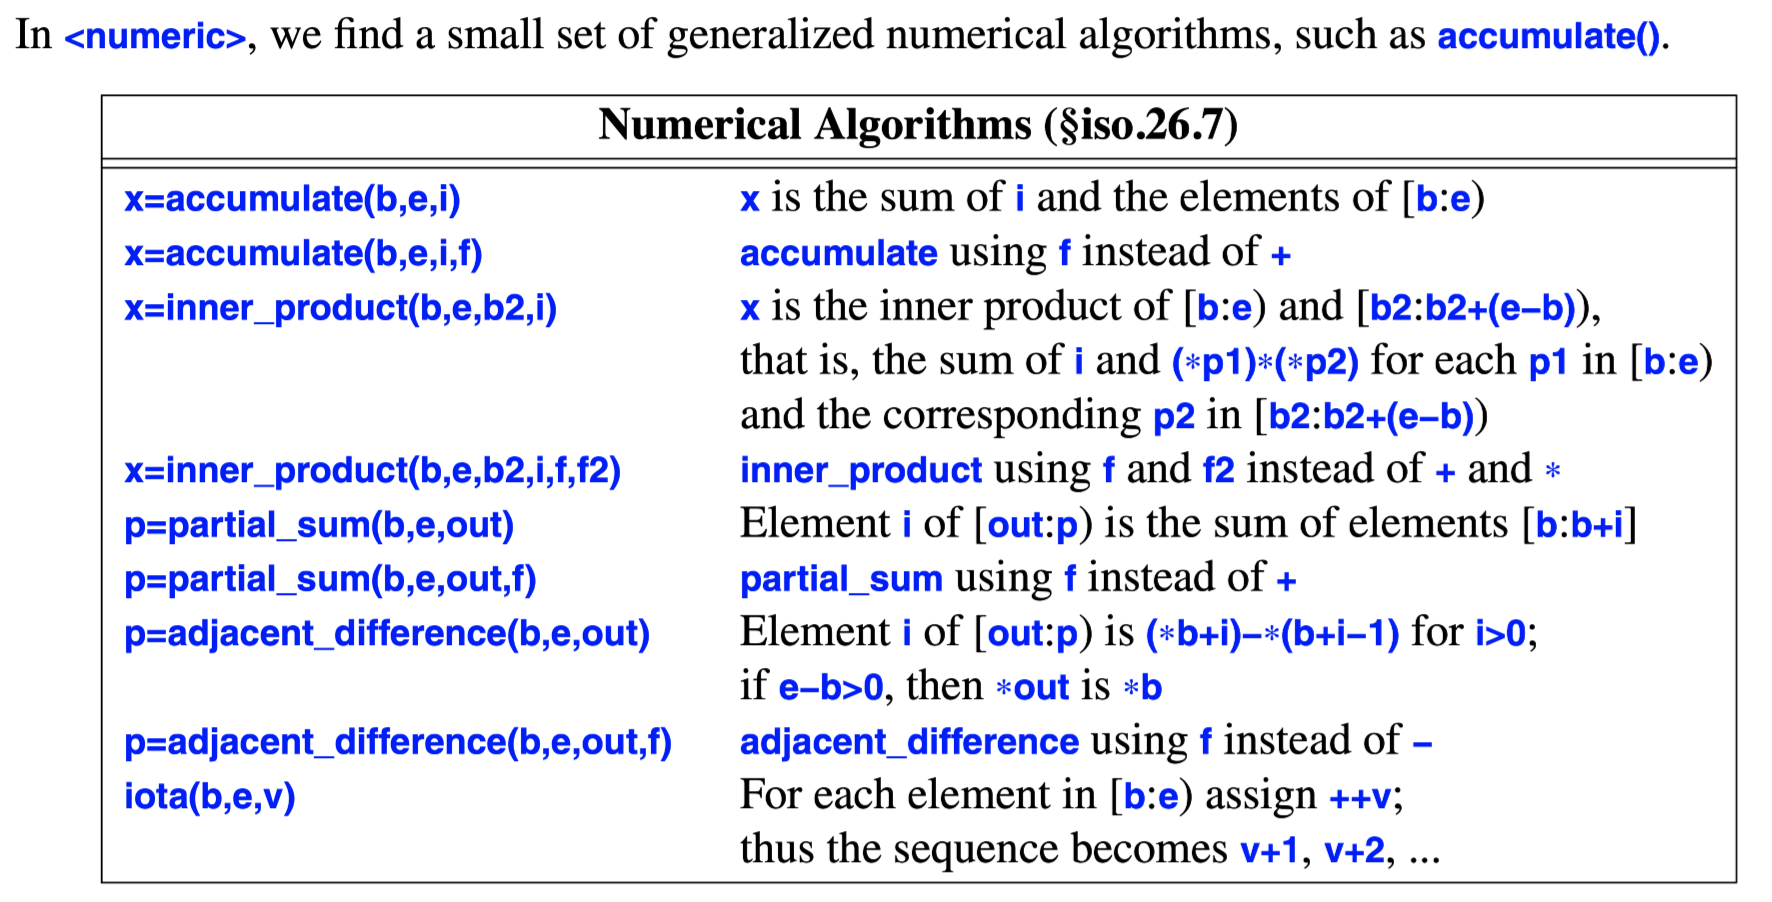 In <numeric>, we find a small set of generalized numerical algorithms, such as accumulate().
Numerical Algorithms (§iso.26.7)
x=accumulate(b,e,i) x is the sum of i and the elements of [b:e)
x=accumulate(b,e,i,f) accumulate using f instead of +
x=inner_product(b,e,b2,i) x is the inner product of [b:e) and [b2:b2+(e–b)),
that is, the sum of i and (*p1)*(*p2) for each p1 in [b:e)
and the corresponding p2 in [b2:b2+(e–b))
x=inner_product(b,e,b2,i,f,f2) inner_product using f and f2 instead of + and *
p=partial_sum(b,e,out) Element i of [out:p) is the sum of elements [b:b+i]
p=partial_sum(b,e,out,f) partial_sum using f instead of +
p=adjacent_difference(b,e,out) Element i of [out:p) is (*b+i)–*(b+i–1) for i>0;
if e–b>0, then *out is *b
p=adjacent_difference(b,e,out,f) adjacent_difference using f instead of –
iota(b,e,v) For each element in [b:e) assign ++v;
thus the sequence becomes v+1, v+2, ...